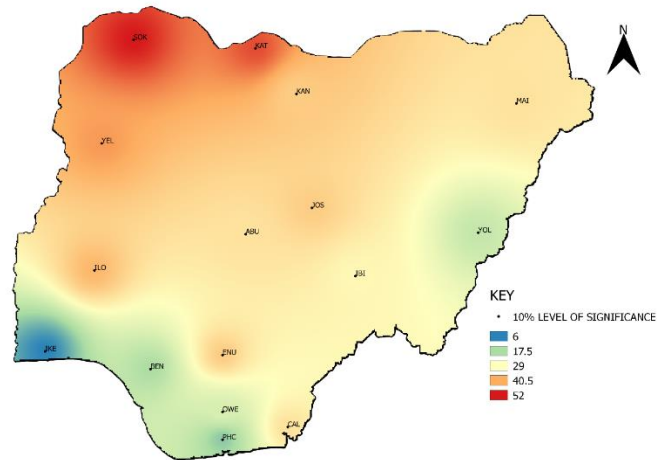 N
SOK
KAT
KAN
MAI
YEL
JOS
YOL
ABU
IBI
ILO
KEY
10% LEVEL OF SIGNIFICANCE
6
17.5
29
40.5
52
IKE
ENU
BEN
OWE
CAL
PHC